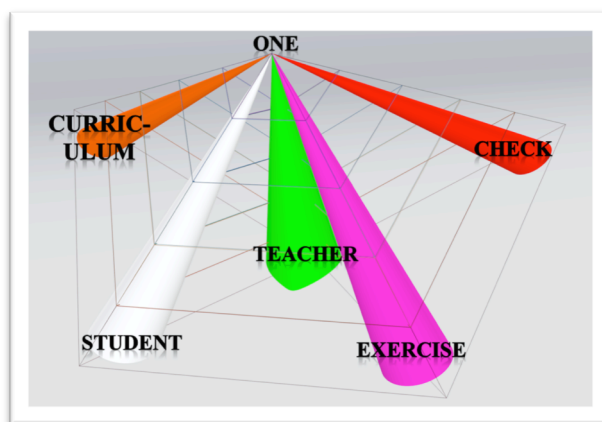 ONE
CURRIC-
ULUM
CHECK
TEACHER
STUDENT
EXERCISE